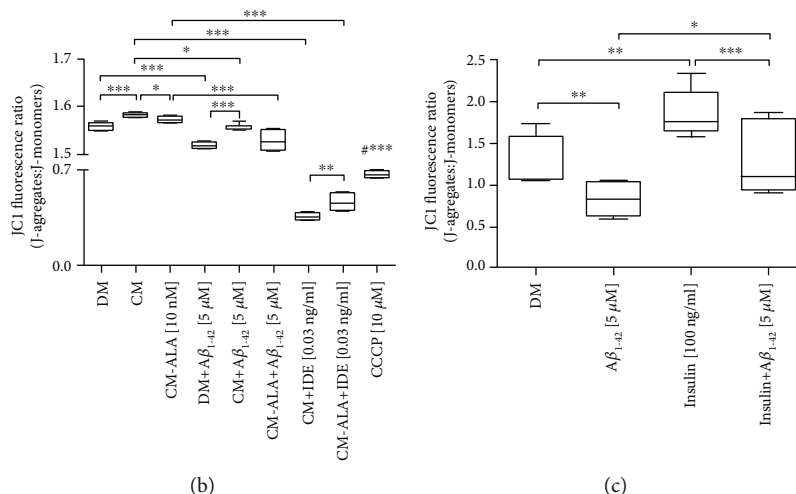 JC1 fluorescence ratio
(J-agregates:J-monomers)
1.7
1.6
1.5
0.7
0.0
***
***
*
***
***
*
***
***
**
#***
DM
CM
CM-ALA [10 nM]
DM+Aβ1-42 [5 μM]
CM+Aβ1-42 [5 μM]
CM-ALA+Aβ1-42 [5 μM]
CM+IDE [0.03 ng/ml]
CM-ALA+IDE [0.03 ng/ml]
CCCP [10 μM]
(b)
JC1 fluorescence ratio
(J-agregates:J-monomers)
2.5
2.0
1.5
1.0
0.5
0.0
*
**
***
**
DM
Aβ1-42 [5 μM]
Insulin [100 ng/ml]
Insulin+Aβ1-42 [5 μM]
(c)